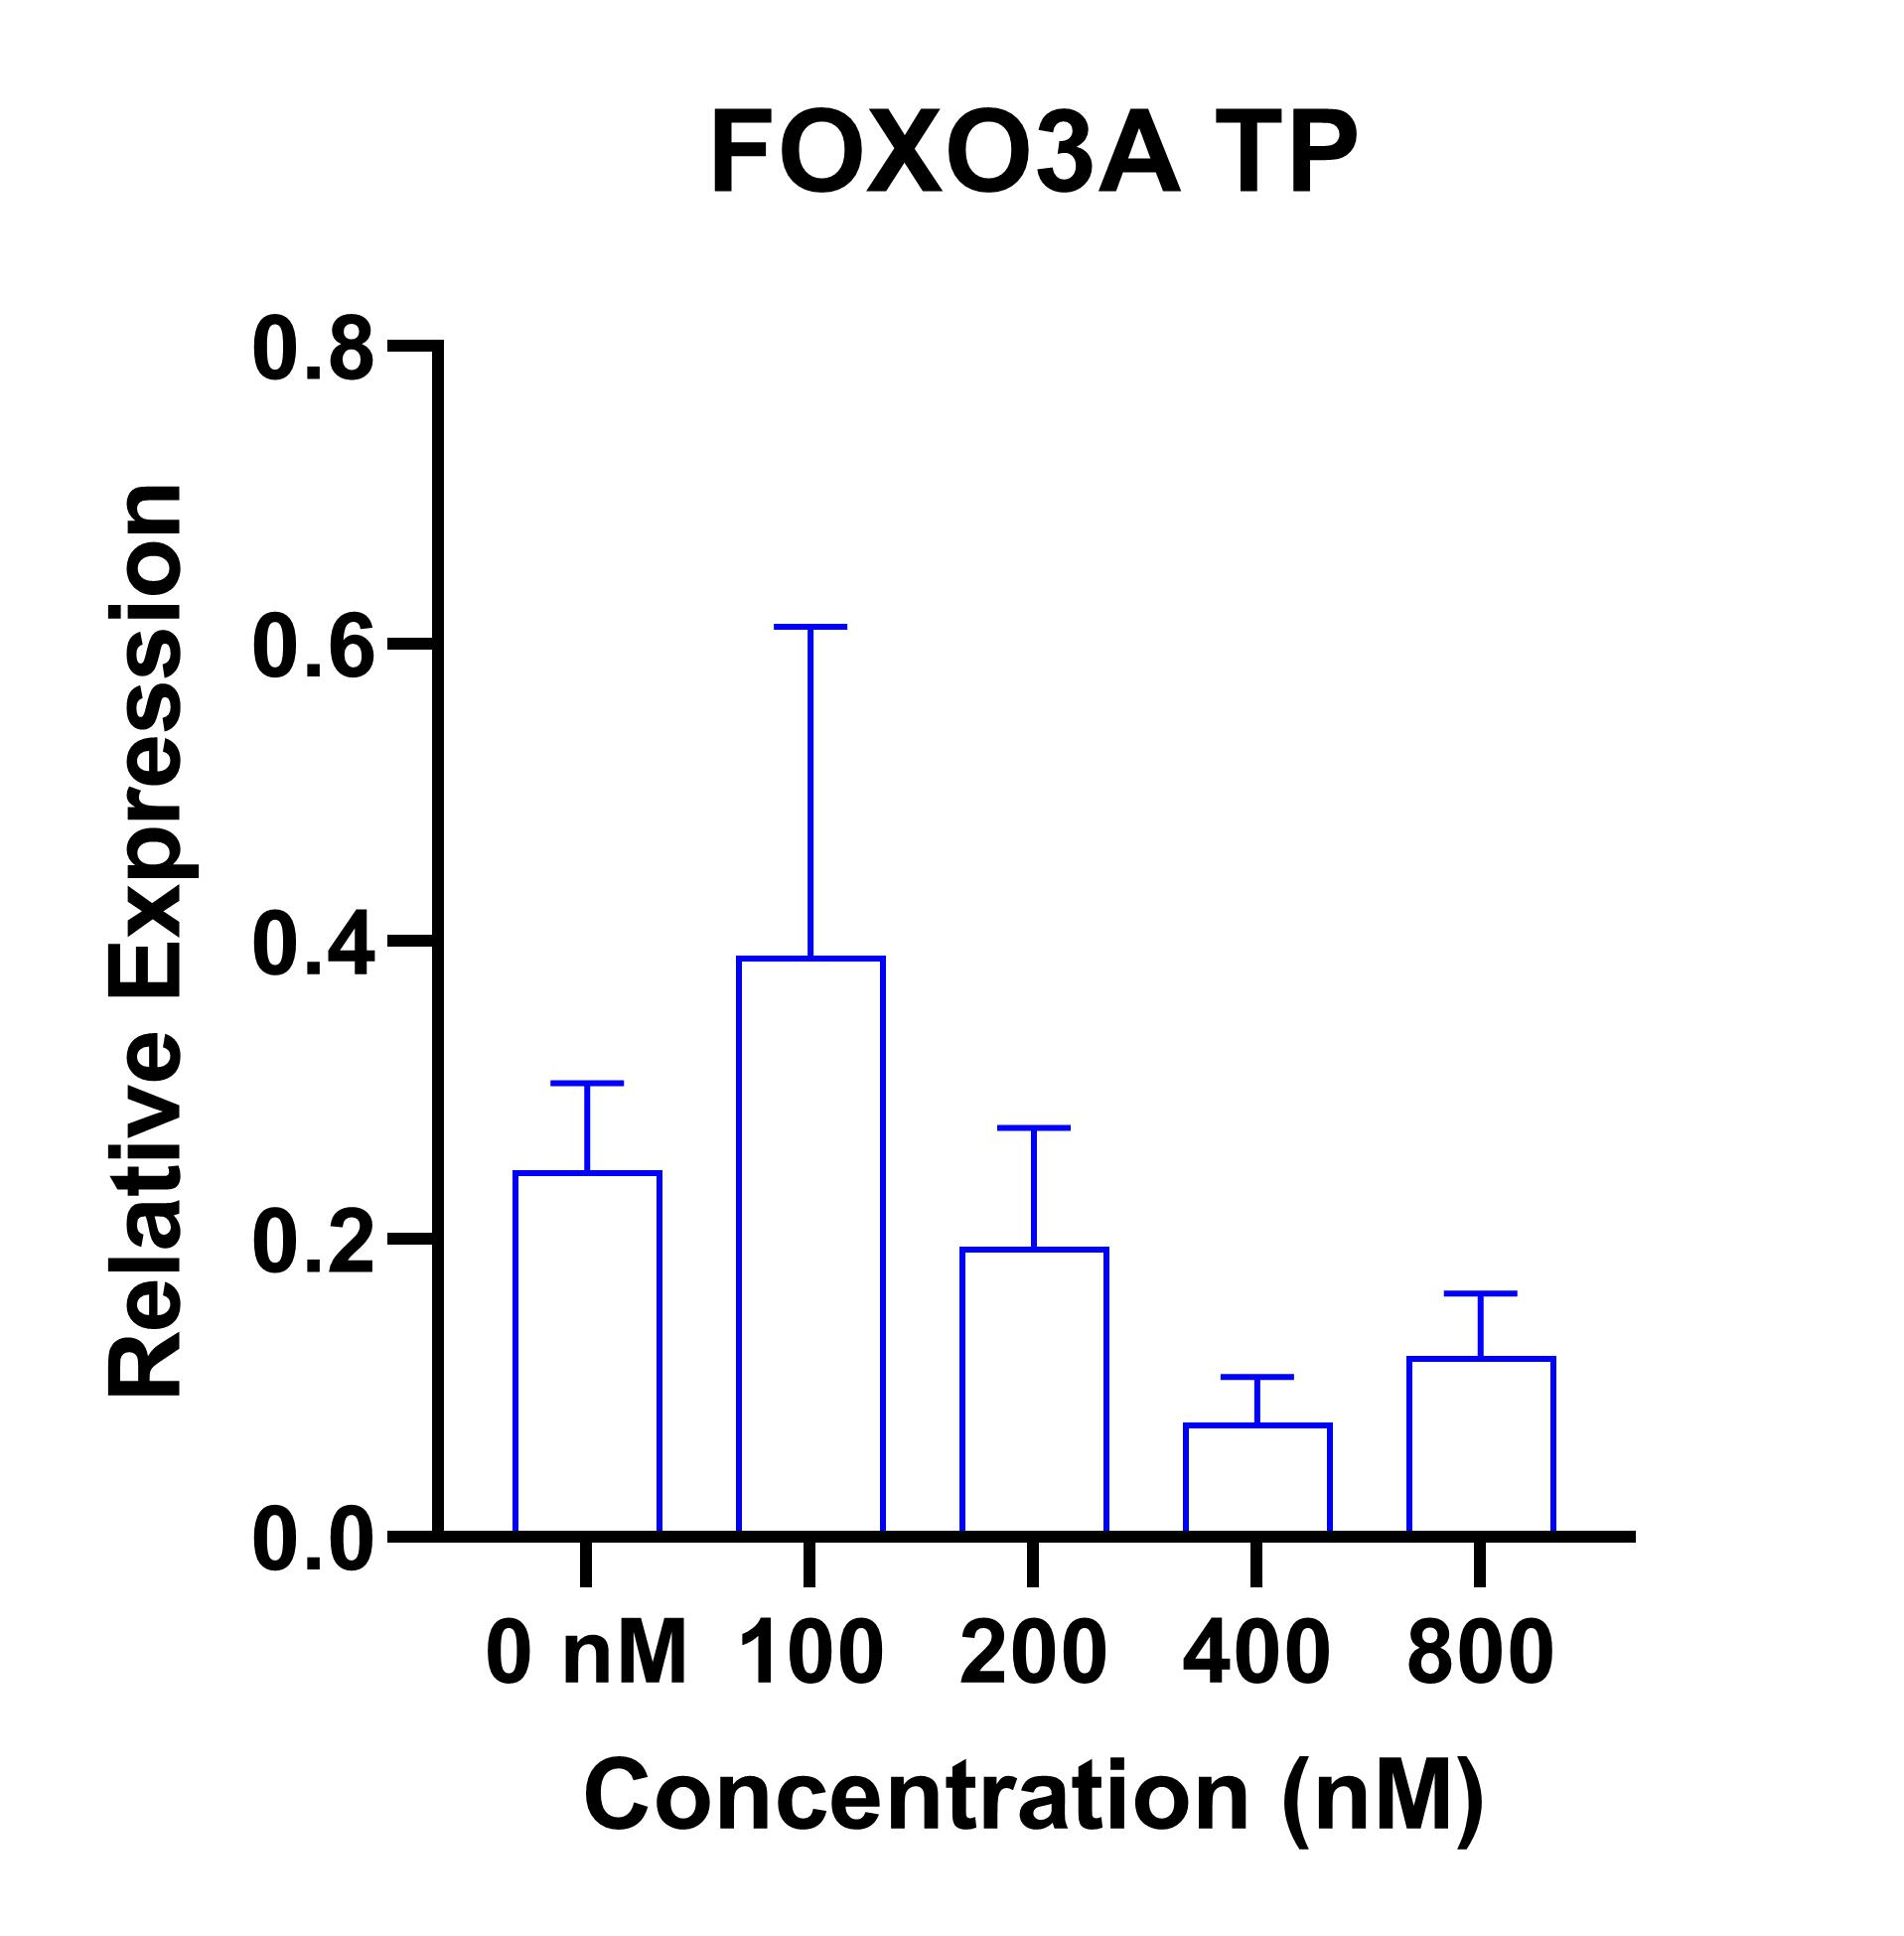 FOXO3A TP
0.8
0.6
0.4
0.2
0.0
Relative Expression
0 nM 100 200 400 800
Concentration (nM)